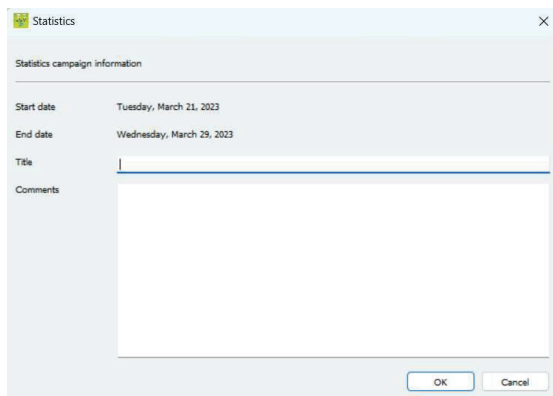 Statistics
Statistics campaign information
Start date Tuesday, March 21, 2023
End date Wednesday, March 29, 2023
Title
Comments
OK Cancel